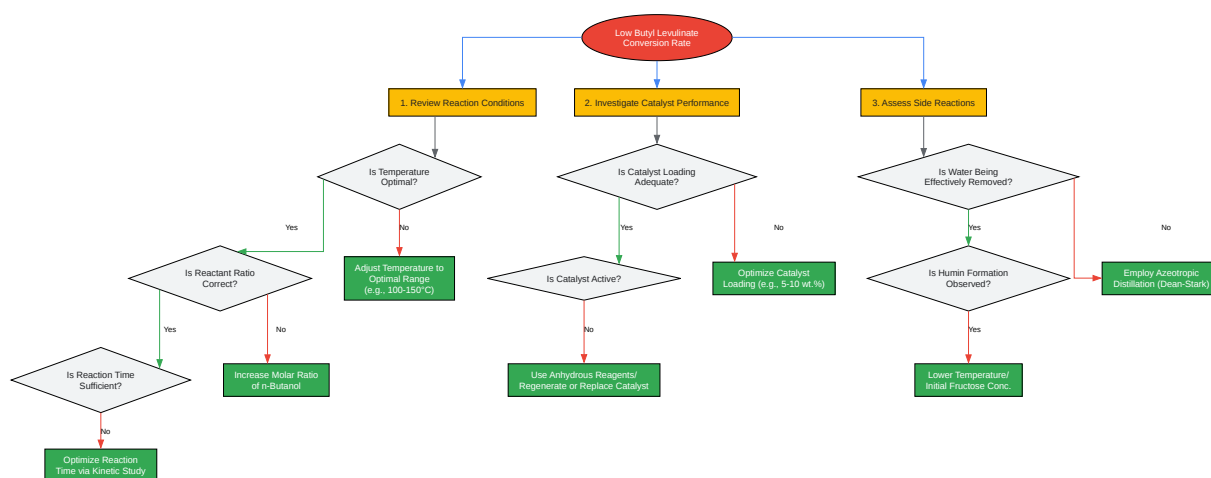 Low Butyl Levulinate
Conversion Rate
1. Review Reaction Conditions
2. Investigate Catalyst Performance
3. Assess Side Reactions
Is Temperature
Optimal?
Is Catalyst Loading
Adequate?
Is Water Being
Effectively Removed?
Yes
No
Yes
No
Yes
No
Is Reactant Ratio
Correct?
Adjust Temperature to
Optimal Range
(e.g., 100-150°C)
Is Catalyst Active?
Optimize Catalyst
Loading (e.g., 5-10 wt.%)
Is Humin Formation
Observed?
Employ Azeotropic
Distillation (Dean-Stark)
Yes
No
No
Yes
Is Reaction Time
Sufficient?
Increase Molar Ratio
of n-Butanol
Use Anhydrous Reagents/
Regenerate or Replace Catalyst
Lower Temperature/
Initial Fructose Conc.
No
Optimize Reaction
Time via Kinetic Study